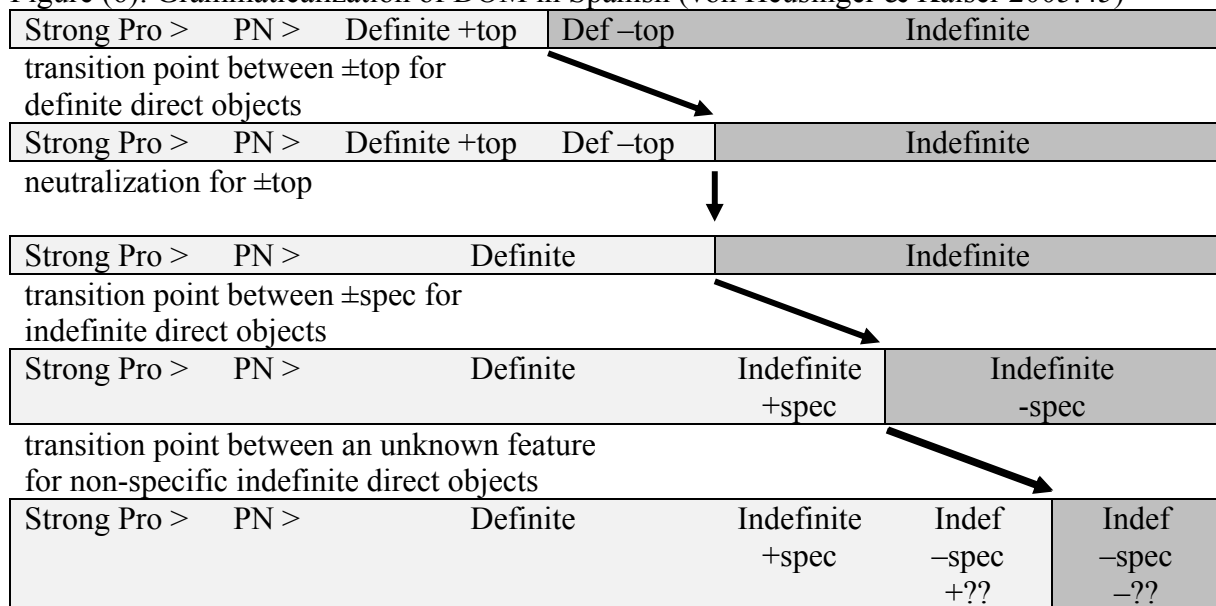 Figure (6): Grammaticalization of DOM in Spanish (von Heusinger & Kaiser 2005:43)
Strong Pro > PN > Definite +top Def –top Indefinite
transition point between ±top for
definite direct objects
Strong Pro > PN > Definite +top Def –top Indefinite
neutralization for ±top
Strong Pro > PN > Definite Indefinite
transition point between ±spec for
indefinite direct objects
Strong Pro > PN > Definite Indefinite Indefinite
+spec -spec
transition point between an unknown feature
for non-specific indefinite direct objects
Strong Pro > PN > Definite Indefinite Indef Indef
+spec –spec –spec
+?? –??